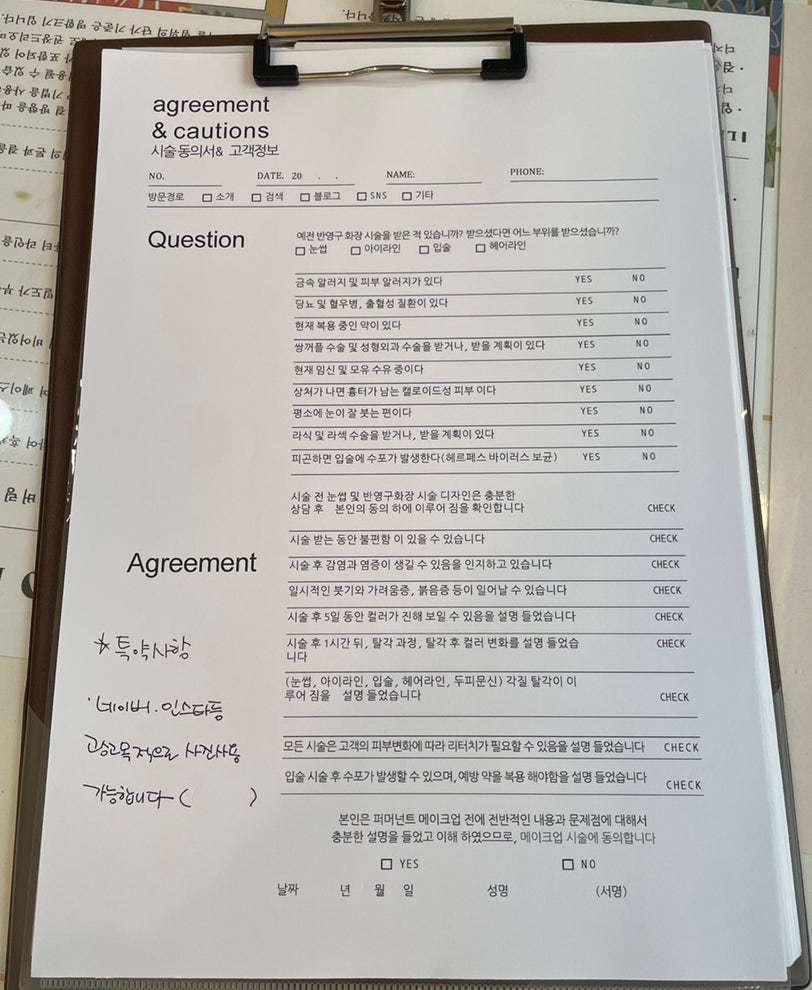 agreement
& cautions
시술동의서& 고객정보
NO. DATE. 20 . . NAME: PHONE:
방문경로 □ 소개 □ 검색 □ 블로그 □ SNS □ 기타
Question
예전 반영구 화장 시술을 받은 적 있습니까? 받으셨다면 어느 부위를 받으셨습니까?
□ 눈썹 □ 아이라인 □ 입술 □ 헤어라인
금속 알러지 및 피부 알러지가 있다 YES NO
당뇨 및 혈우병, 출혈성 질환이 있다 YES NO
현재 복용 중인 약이 있다 YES NO
쌍꺼풀 수술 및 성형외과 수술을 받거나, 받을 계획이 있다 YES NO
현재 임신 및 모유 수유 중이다 YES NO
상처가 나면 흉터가 남는 캘로이드성 피부 이다 YES NO
평소에 눈이 잘 붓는 편이다 YES NO
라식 및 라섹 수술을 받거나, 받을 계획이 있다 YES NO
피곤하면 입술에 수포가 발생한다(헤르페스 바이러스 보균) YES NO
시술 전 눈썹 및 반영구화장 시술 디자인은 충분한
상담 후 본인의 동의 하에 이루어 짐을 확인합니다 CHECK
Agreement
시술 받는 동안 불편함 이 있을 수 있습니다 CHECK
시술 후 감염과 염증이 생길 수 있음을 인지하고 있습니다 CHECK
일시적인 붓기와 가려움증, 붉음증 등이 일어날 수 있습니다 CHECK
시술 후 5일 동안 컬러가 진해 보일 수 있음을 설명 들었습니다 CHECK
시술 후 1시간 뒤, 탈각 과정, 탈각 후 컬러 변화를 설명 들었습 CHECK
니다
(눈썹, 아이라인, 입술, 헤어라인, 두피문신) 각질 탈각이 이
루어 짐을 설명 들었습니다 CHECK
모든 시술은 고객의 피부변화에 따라 리터치가 필요할 수 있음을 설명 들었습니다 CHECK
입술 시술 후 수포가 발생할 수 있으며, 예방 약을 복용 해야함을 설명 들었습니다 CHECK
*특약사항
·네이버·인스타등
광고목적으로 사진사용
가능합니다 ( )
본인은 퍼머넌트 메이크업 전에 전반적인 내용과 문제점에 대해서
충분한 설명을 들었고 이해 하였으므로, 메이크업 시술에 동의합니다
□ YES □ NO
날짜 년 월 일 성명 (서명)